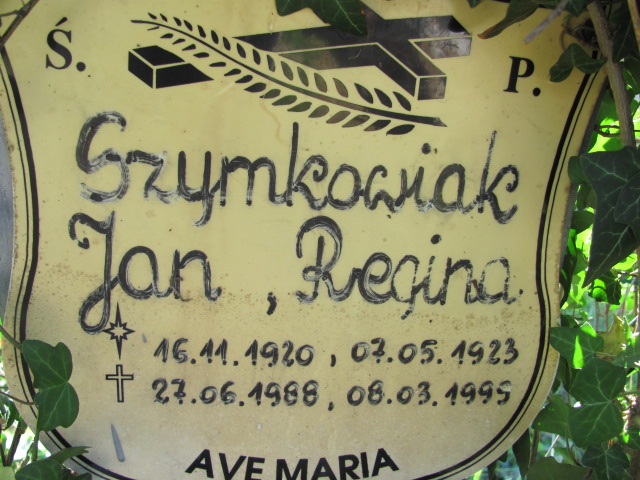 Ś. P.
Szymkowiak
Jan, Regina
16.11.1920, 07.05.1923
27.06.1988, 08.03.1995
AVE MARIA